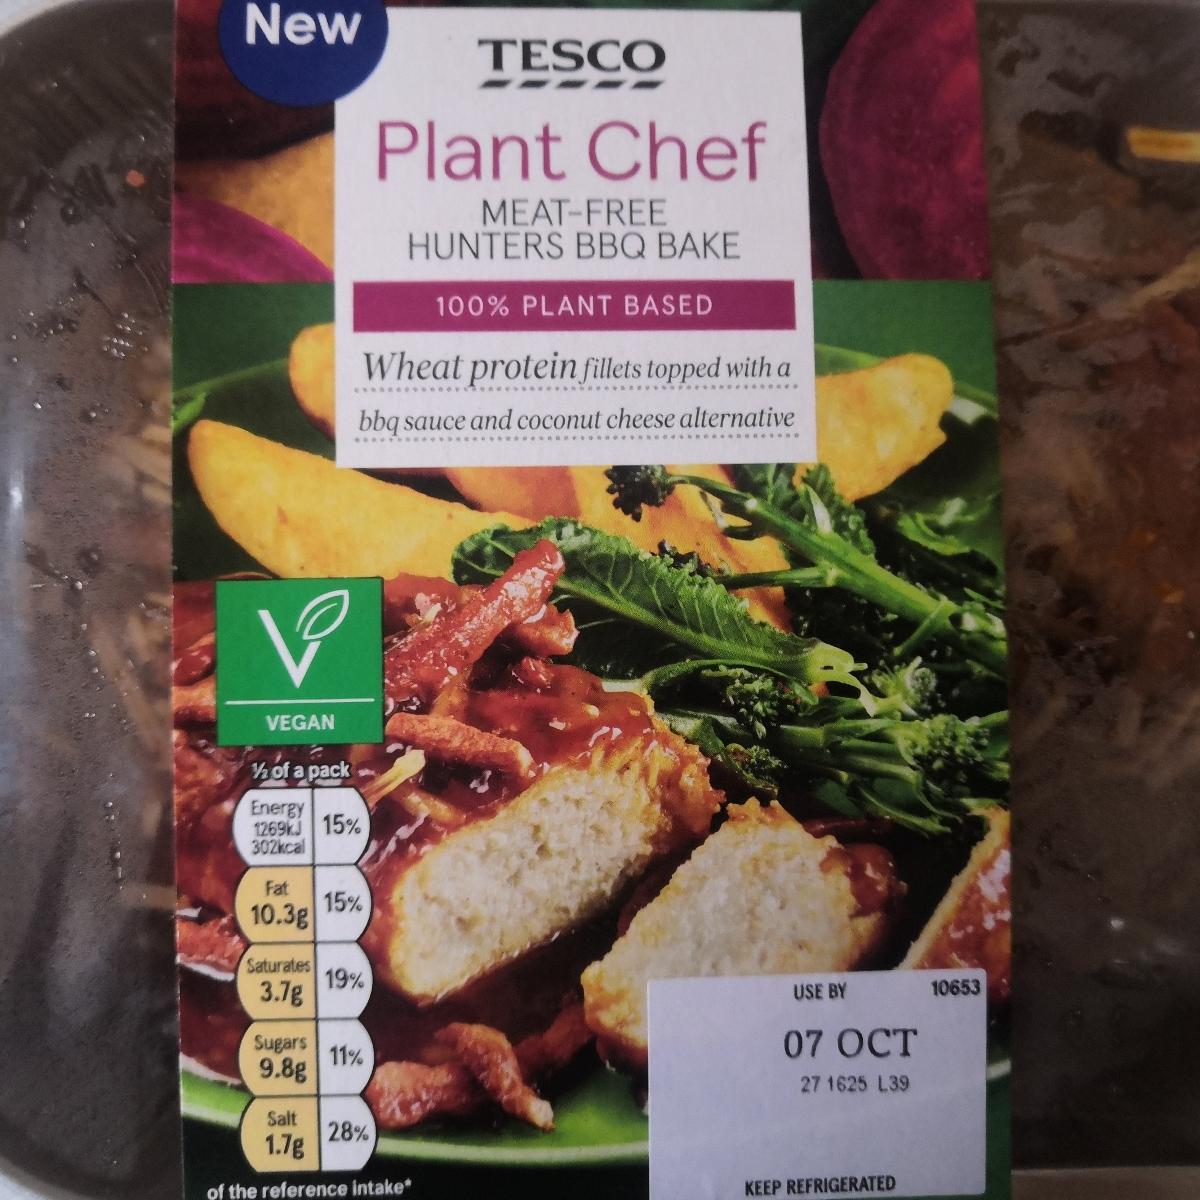 New
TESCO
Plant Chef
MEAT-FREE
HUNTERS BBQ BAKE
100% PLANT BASED
Wheat protein fillets topped with a
bbq sauce and coconut cheese alternative
V
VEGAN
½ of a pack
Energy
1269kJ
302kcal
15%
Fat
10.3g
15%
Saturates
3.7g
19%
Sugars
9.8g
11%
Salt
1.7g
28%
of the reference intake*
USE BY 10653
07 OCT
27 1625 L39
KEEP REFRIGERATED